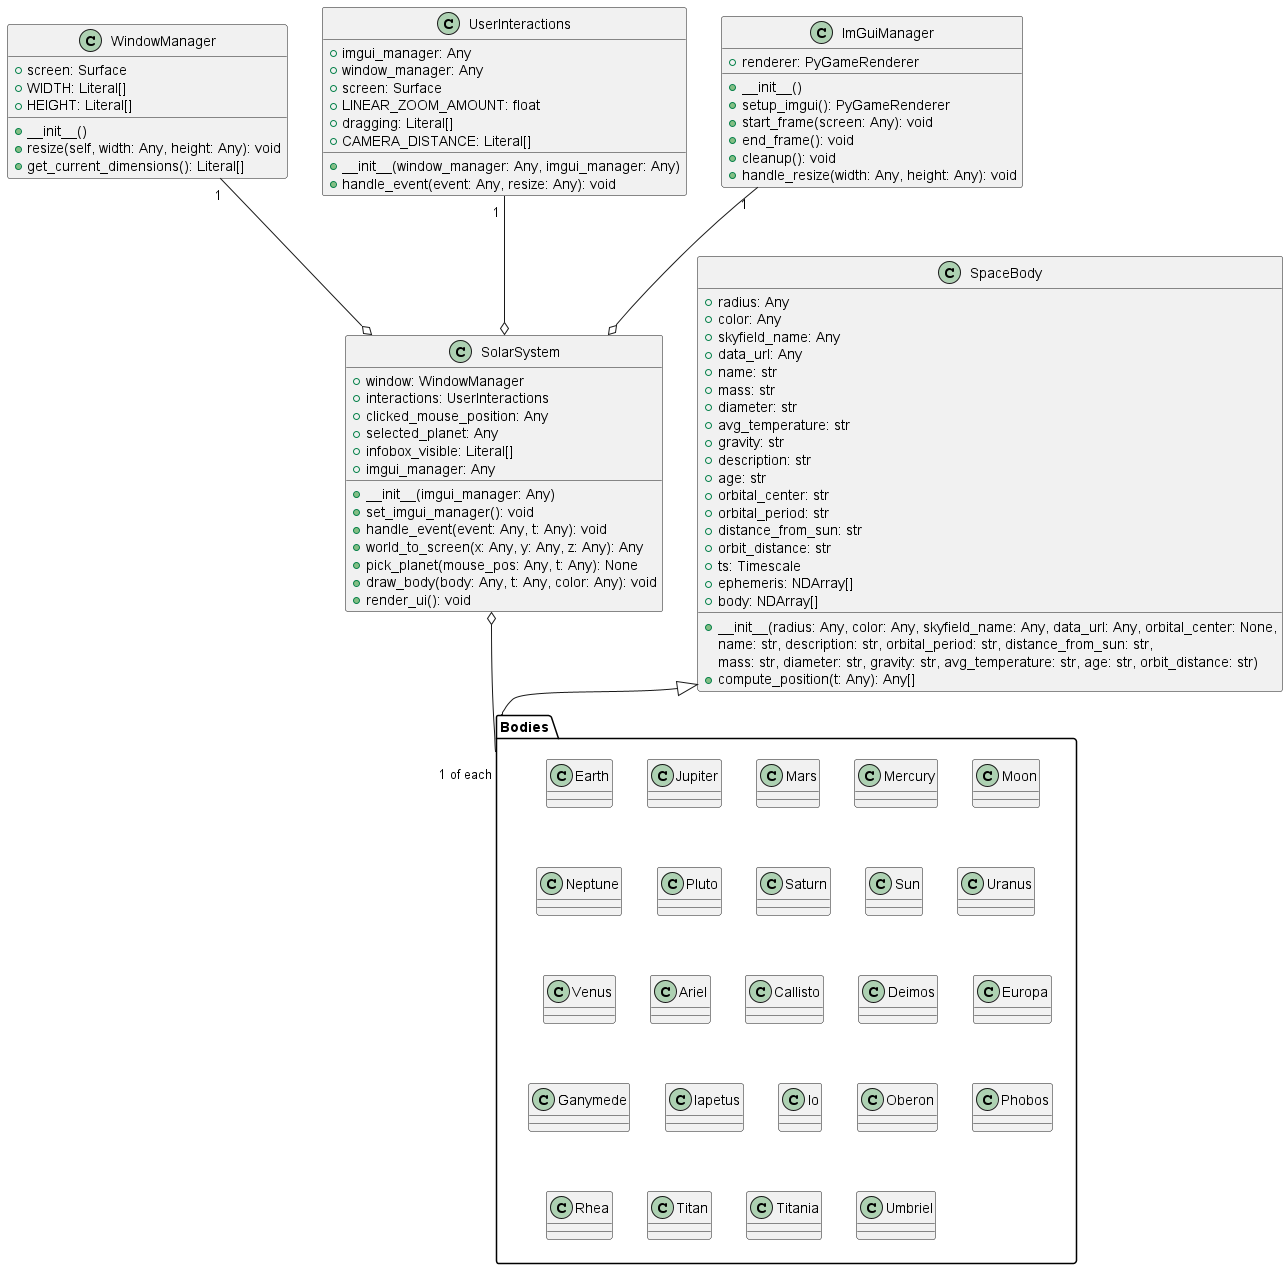 WindowManager
screen: Surface
WIDTH: Literal[]
HEIGHT: Literal[]
__init__()
resize(self, width: Any, height: Any): void
get_current_dimensions(): Literal[]
UserInteractions
imgui_manager: Any
window_manager: Any
screen: Surface
LINEAR_ZOOM_AMOUNT: float
dragging: Literal[]
CAMERA_DISTANCE: Literal[]
__init__(window_manager: Any, imgui_manager: Any)
handle_event(event: Any, resize: Any): void
ImGuiManager
renderer: PyGameRenderer
__init__()
setup_imgui(): PyGameRenderer
start_frame(screen: Any): void
end_frame(): void
cleanup(): void
handle_resize(width: Any, height: Any): void
1
1
1
SolarSystem
window: WindowManager
interactions: UserInteractions
clicked_mouse_position: Any
selected_planet: Any
infobox_visible: Literal[]
imgui_manager: Any
__init__(imgui_manager: Any)
set_imgui_manager(): void
handle_event(event: Any, t: Any): void
world_to_screen(x: Any, y: Any, z: Any): Any
pick_planet(mouse_pos: Any, t: Any): None
draw_body(body: Any, t: Any, color: Any): void
render_ui(): void
SpaceBody
radius: Any
color: Any
skyfield_name: Any
data_url: Any
name: str
mass: str
diameter: str
avg_temperature: str
gravity: str
description: str
age: str
orbital_center: str
orbital_period: str
distance_from_sun: str
orbit_distance: str
ts: Timescale
ephemeris: NDArray[]
body: NDArray[]
__init__(radius: Any, color: Any, skyfield_name: Any, data_url: Any, orbital_center: None,
name: str, description: str, orbital_period: str, distance_from_sun: str,
mass: str, diameter: str, gravity: str, avg_temperature: str, age: str, orbit_distance: str)
compute_position(t: Any): Any[]
1 of each
Bodies
C Earth
C Jupiter
C Mars
C Mercury
C Moon
C Neptune
C Pluto
C Saturn
C Sun
C Uranus
C Venus
C Ariel
C Callisto
C Deimos
C Europa
C Ganymede
C Iapetus
C Io
C Oberon
C Phobos
C Rhea
C Titan
C Titania
C Umbriel